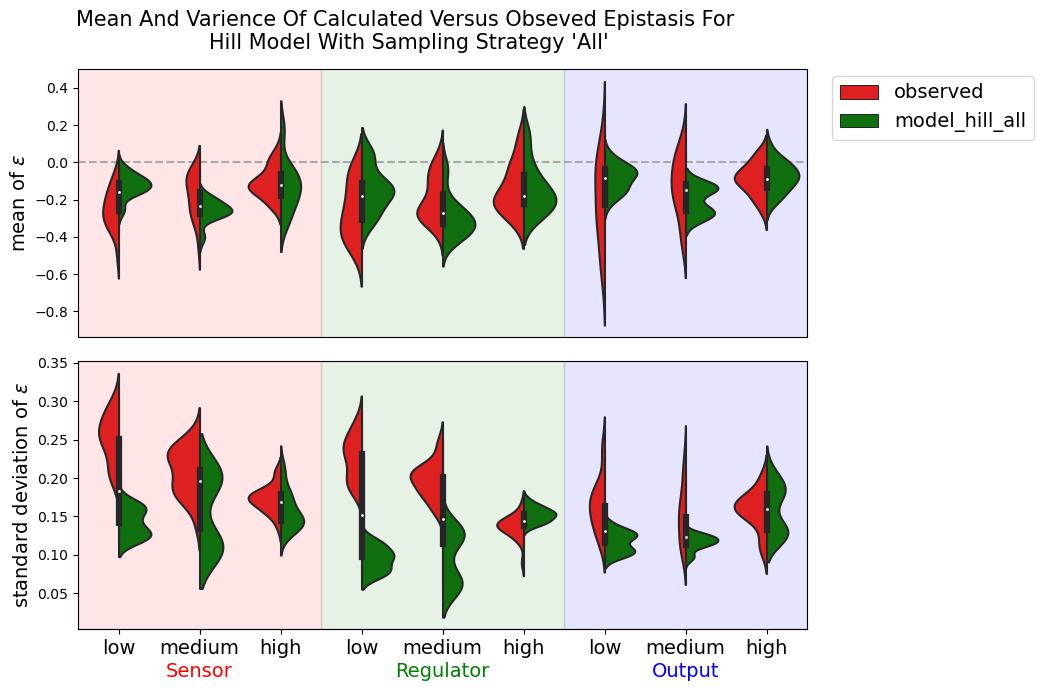 Mean And Varience Of Calculated Versus Obseved Epistasis For
Hill Model With Sampling Strategy 'All'
observed
model_hill_all
mean of ε
0.4
0.2
0.0
−0.2
−0.4
−0.6
−0.8
standard deviation of ε
0.35
0.30
0.25
0.20
0.15
0.10
0.05
low medium high low medium high low medium high
Sensor Regulator Output